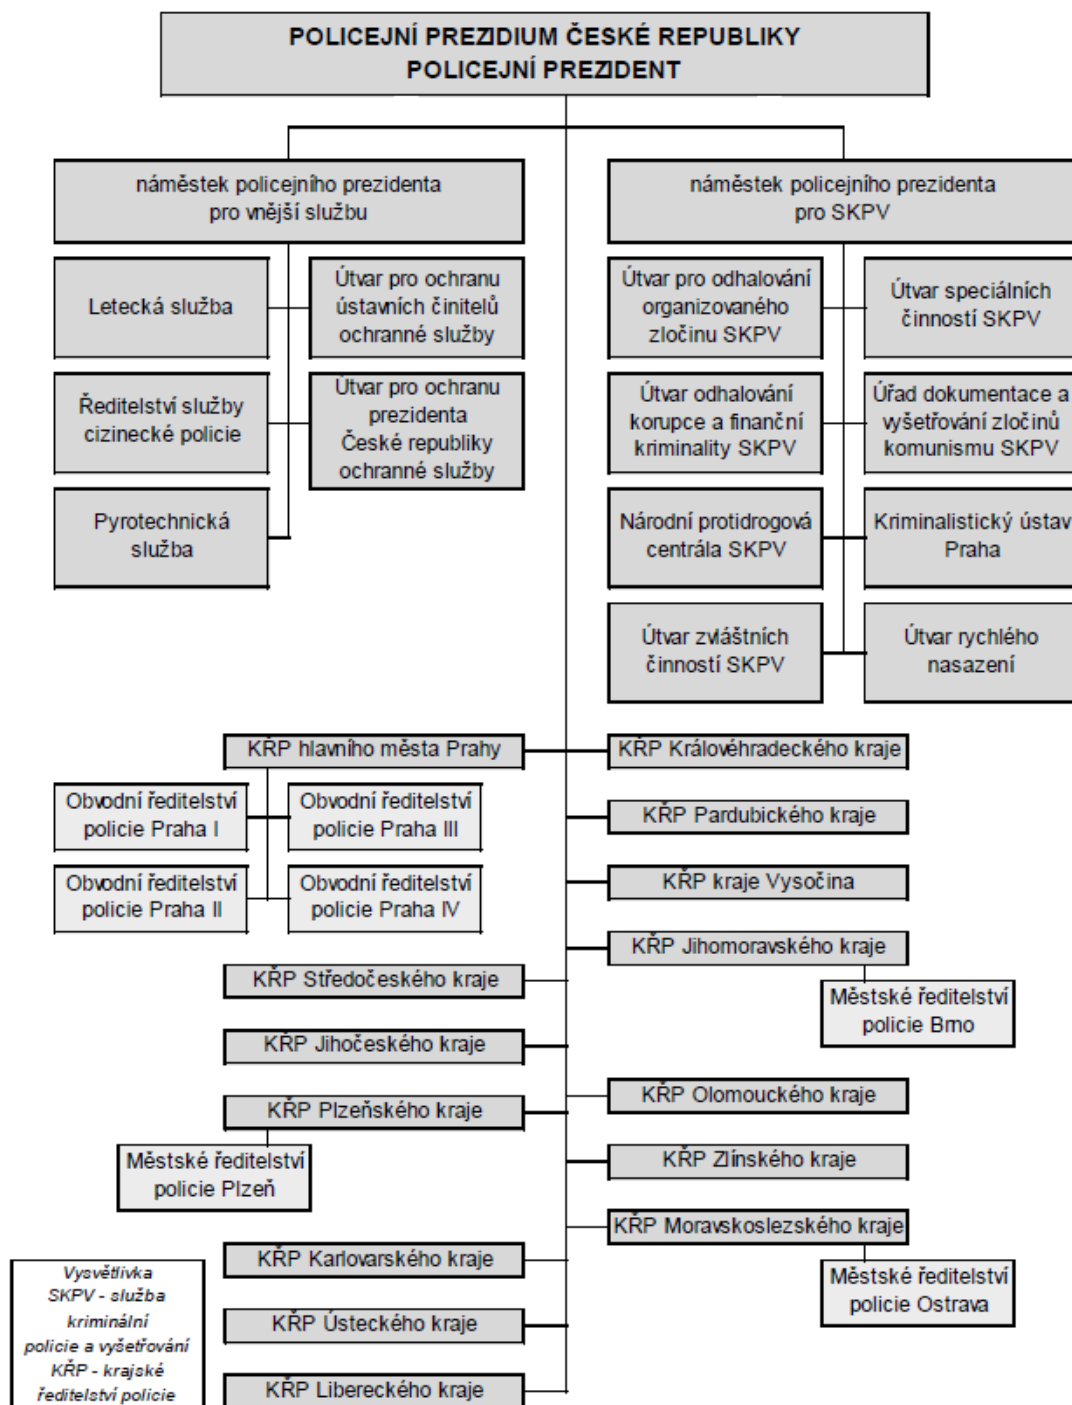 POLICEJNÍ PREZIDIUM ČESKÉ REPUBLIKY
POLICEJNÍ PREZIDENT
náměstek policejního prezidenta
pro vnější službu
náměstek policejního prezidenta
pro SKPV
Letecká služba
Útvar pro ochranu
ústavních činitelů
ochranné služby
Útvar pro odhalování
organizovaného
zločinu SKPV
Útvar speciálních
činností SKPV
Ředitelství služby
cizinecké policie
Útvar pro ochranu
prezidenta
České republiky
ochranné služby
Útvar odhalování
korupce a finanční
kriminality SKPV
Úřad dokumentace a
vyšetřování zločinů
komunismu SKPV
Pyrotechnická
služba
Národní protidrogová
centrála SKPV
Kriminalistický ústav
Praha
Útvar zvláštních
činností SKPV
Útvar rychlého
nasazení
KŘP hlavního města Prahy
KŘP Královéhradeckého kraje
Obvodní ředitelství
policie Praha I
Obvodní ředitelství
policie Praha III
KŘP Pardubického kraje
Obvodní ředitelství
policie Praha II
Obvodní ředitelství
policie Praha IV
KŘP kraje Vysočina
KŘP Jihomoravského kraje
KŘP Středočeského kraje
Městské ředitelství
policie Brno
KŘP Jihočeského kraje
KŘP Olomouckého kraje
KŘP Plzeňského kraje
Městské ředitelství
policie Plzeň
KŘP Zlínského kraje
KŘP Moravskoslezského kraje
KŘP Karlovarského kraje
Městské ředitelství
policie Ostrava
Vysvětlivka
SKPV - služba
kriminální
policie a vyšetřování
KŘP - krajské
ředitelství policie
KŘP Ústeckého kraje
KŘP Libereckého kraje